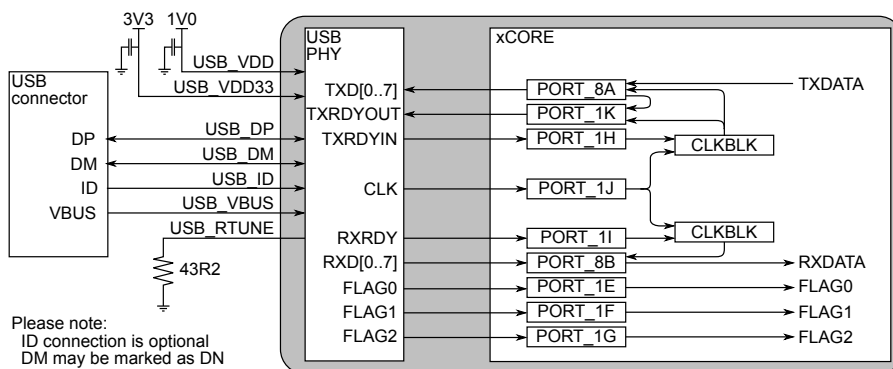 3V3
1V0
USB
PHY
xCORE
USB_VDD
USB
connector
USB_VDD33
TXD[0..7]
PORT_8A
TXDATA
TXRDYOUT
PORT_1K
DP
USB_DP
TXRDYIN
PORT_1H
CLKBLK
DM
USB_DM
ID
USB_ID
CLK
PORT_1J
VBUS
USB_VBUS
USB_RTUNE
RXRDY
PORT_1I
CLKBLK
43R2
RXD[0..7]
PORT_8B
RXDATA
FLAG0
PORT_1E
FLAG0
FLAG1
PORT_1F
FLAG1
FLAG2
PORT_1G
FLAG2
Please note:
ID connection is optional
DM may be marked as DN